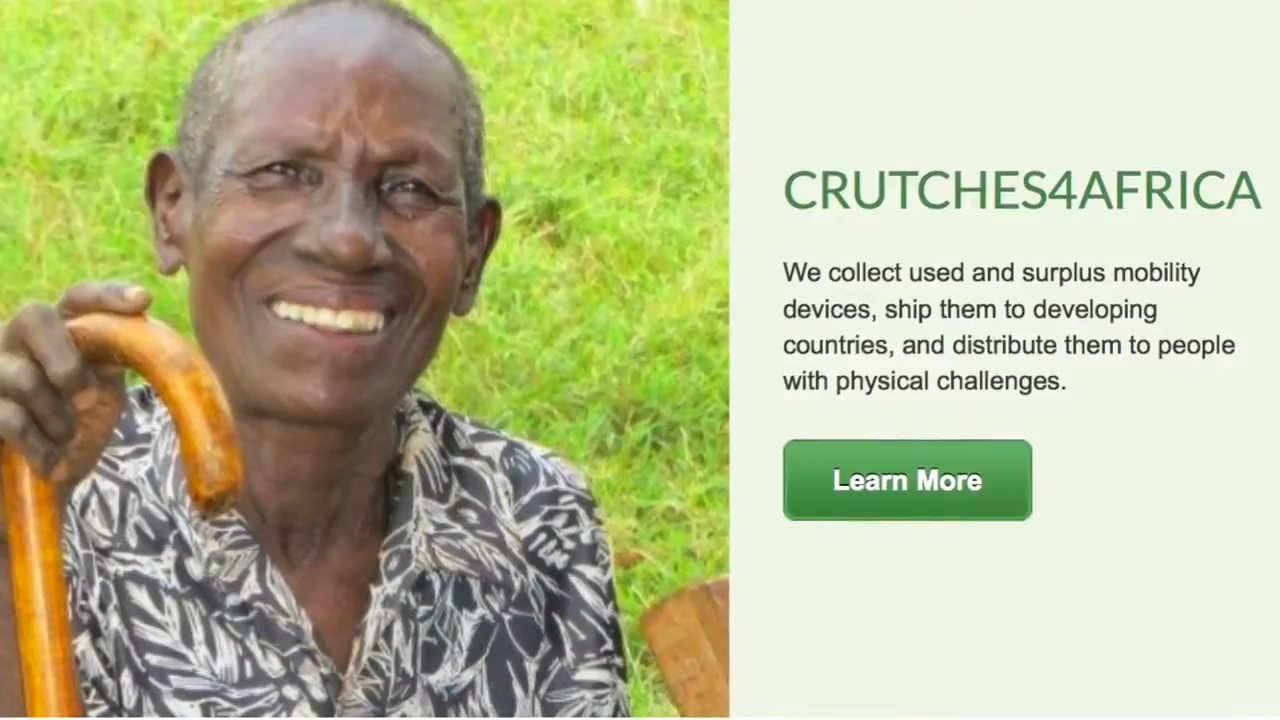 CRUTCHES4AFRICA
We collect used and surplus mobility
devices, ship them to developing
countries, and distribute them to people
with physical challenges.
Learn More